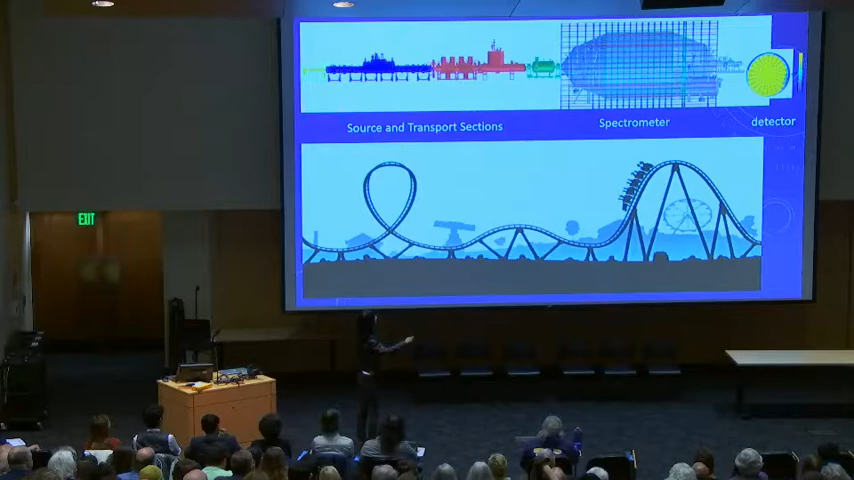 Source and Transport Sections
Spectrometer
detector
EXIT